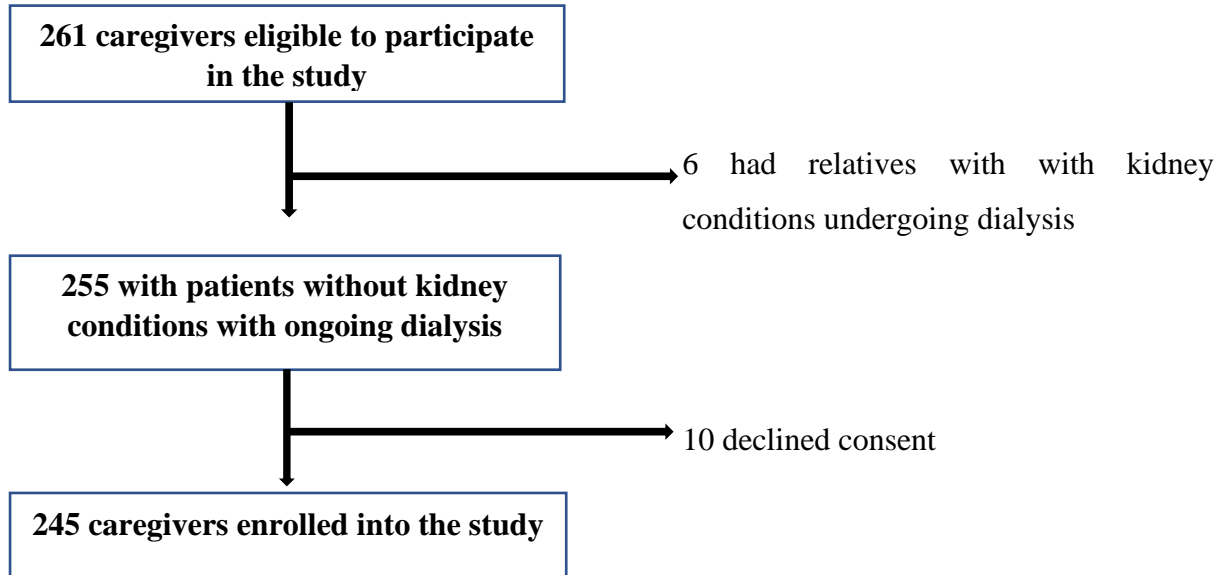 261 caregivers eligible to participate
in the study
6 had relatives with with kidney
conditions undergoing dialysis
255 with patients without kidney
conditions with ongoing dialysis
10 declined consent
245 caregivers enrolled into the study